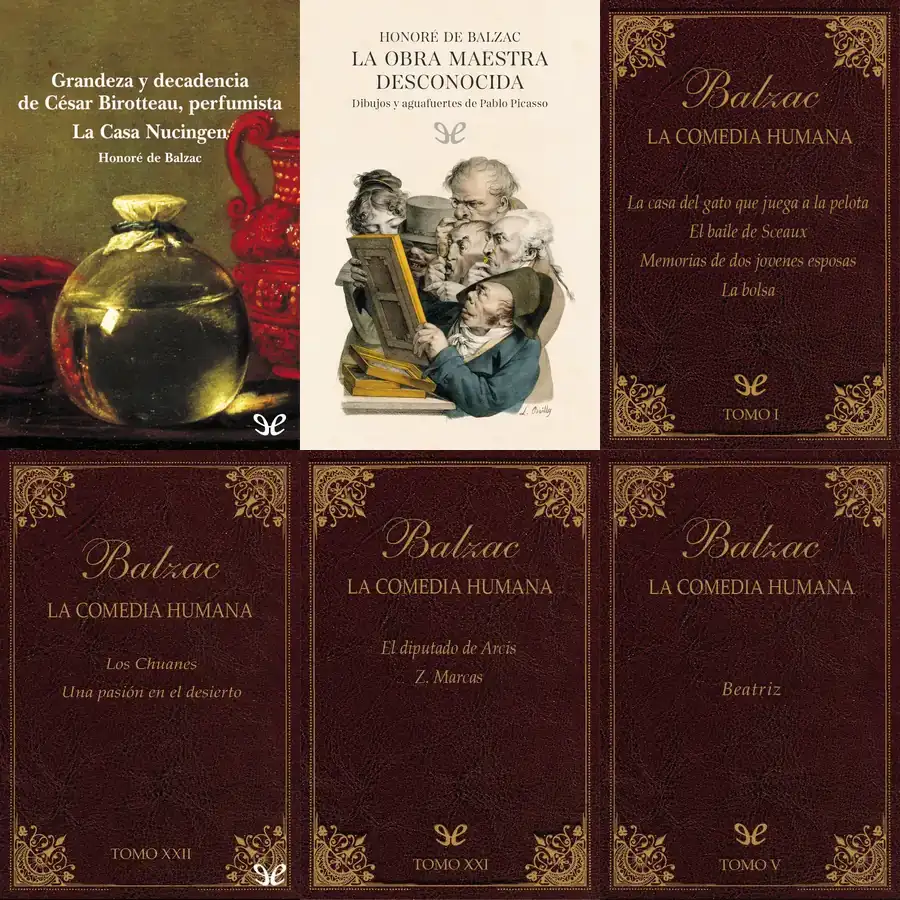 Grandeza y decadencia
de César Birotteau, perfumista
La Casa Nucingen
Honoré de Balzac
HONORÉ DE BALZAC
LA OBRA MAESTRA
DESCONOCIDA
Dibujos y aguafuertes de Pablo Picasso
L. Boilly
Balzac
LA COMEDIA HUMANA
La casa del gato que juega a la pelota
El baile de Sceaux
Memorias de dos jovenes esposas
La bolsa
TOMO I
Balzac
LA COMEDIA HUMANA
Los Chuanes
Una pasión en el desierto
TOMO XXII
Balzac
LA COMEDIA HUMANA
El diputado de Arcis
Z. Marcas
TOMO XXI
Balzac
LA COMEDIA HUMANA
Beatriz
TOMO V